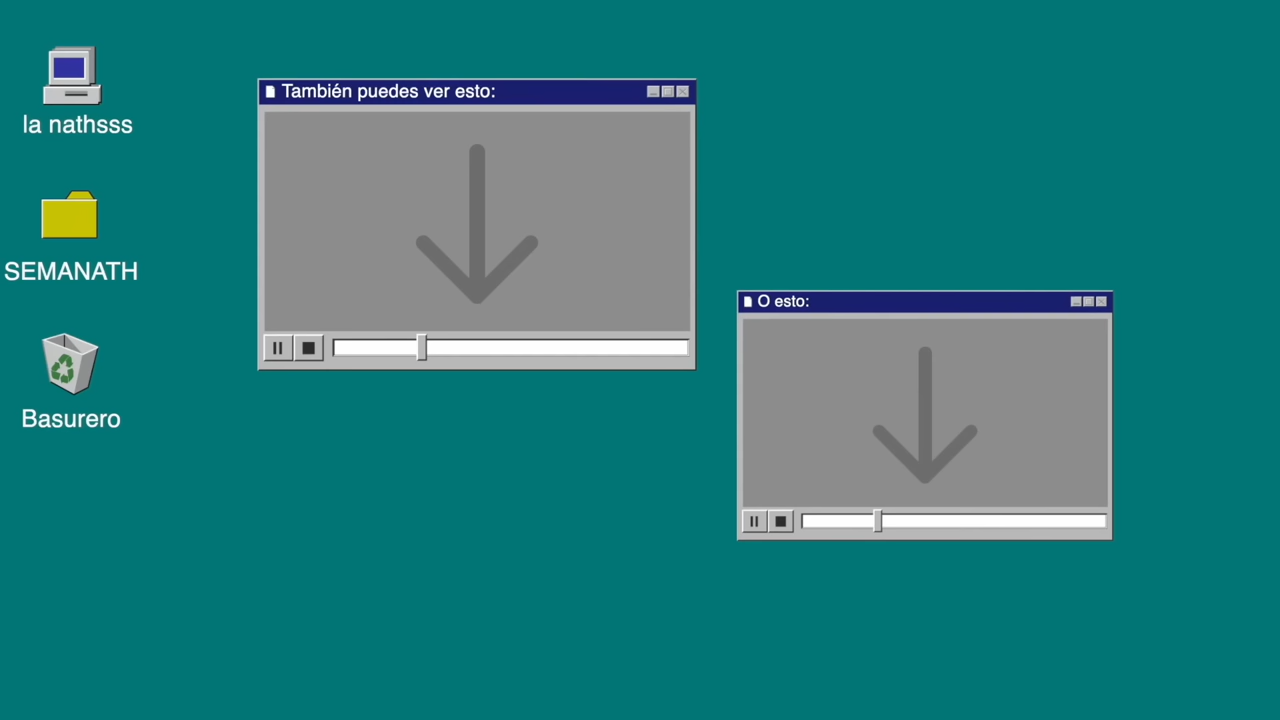 la nathsss
SEMANATH
Basurero
También puedes ver esto:
O esto: